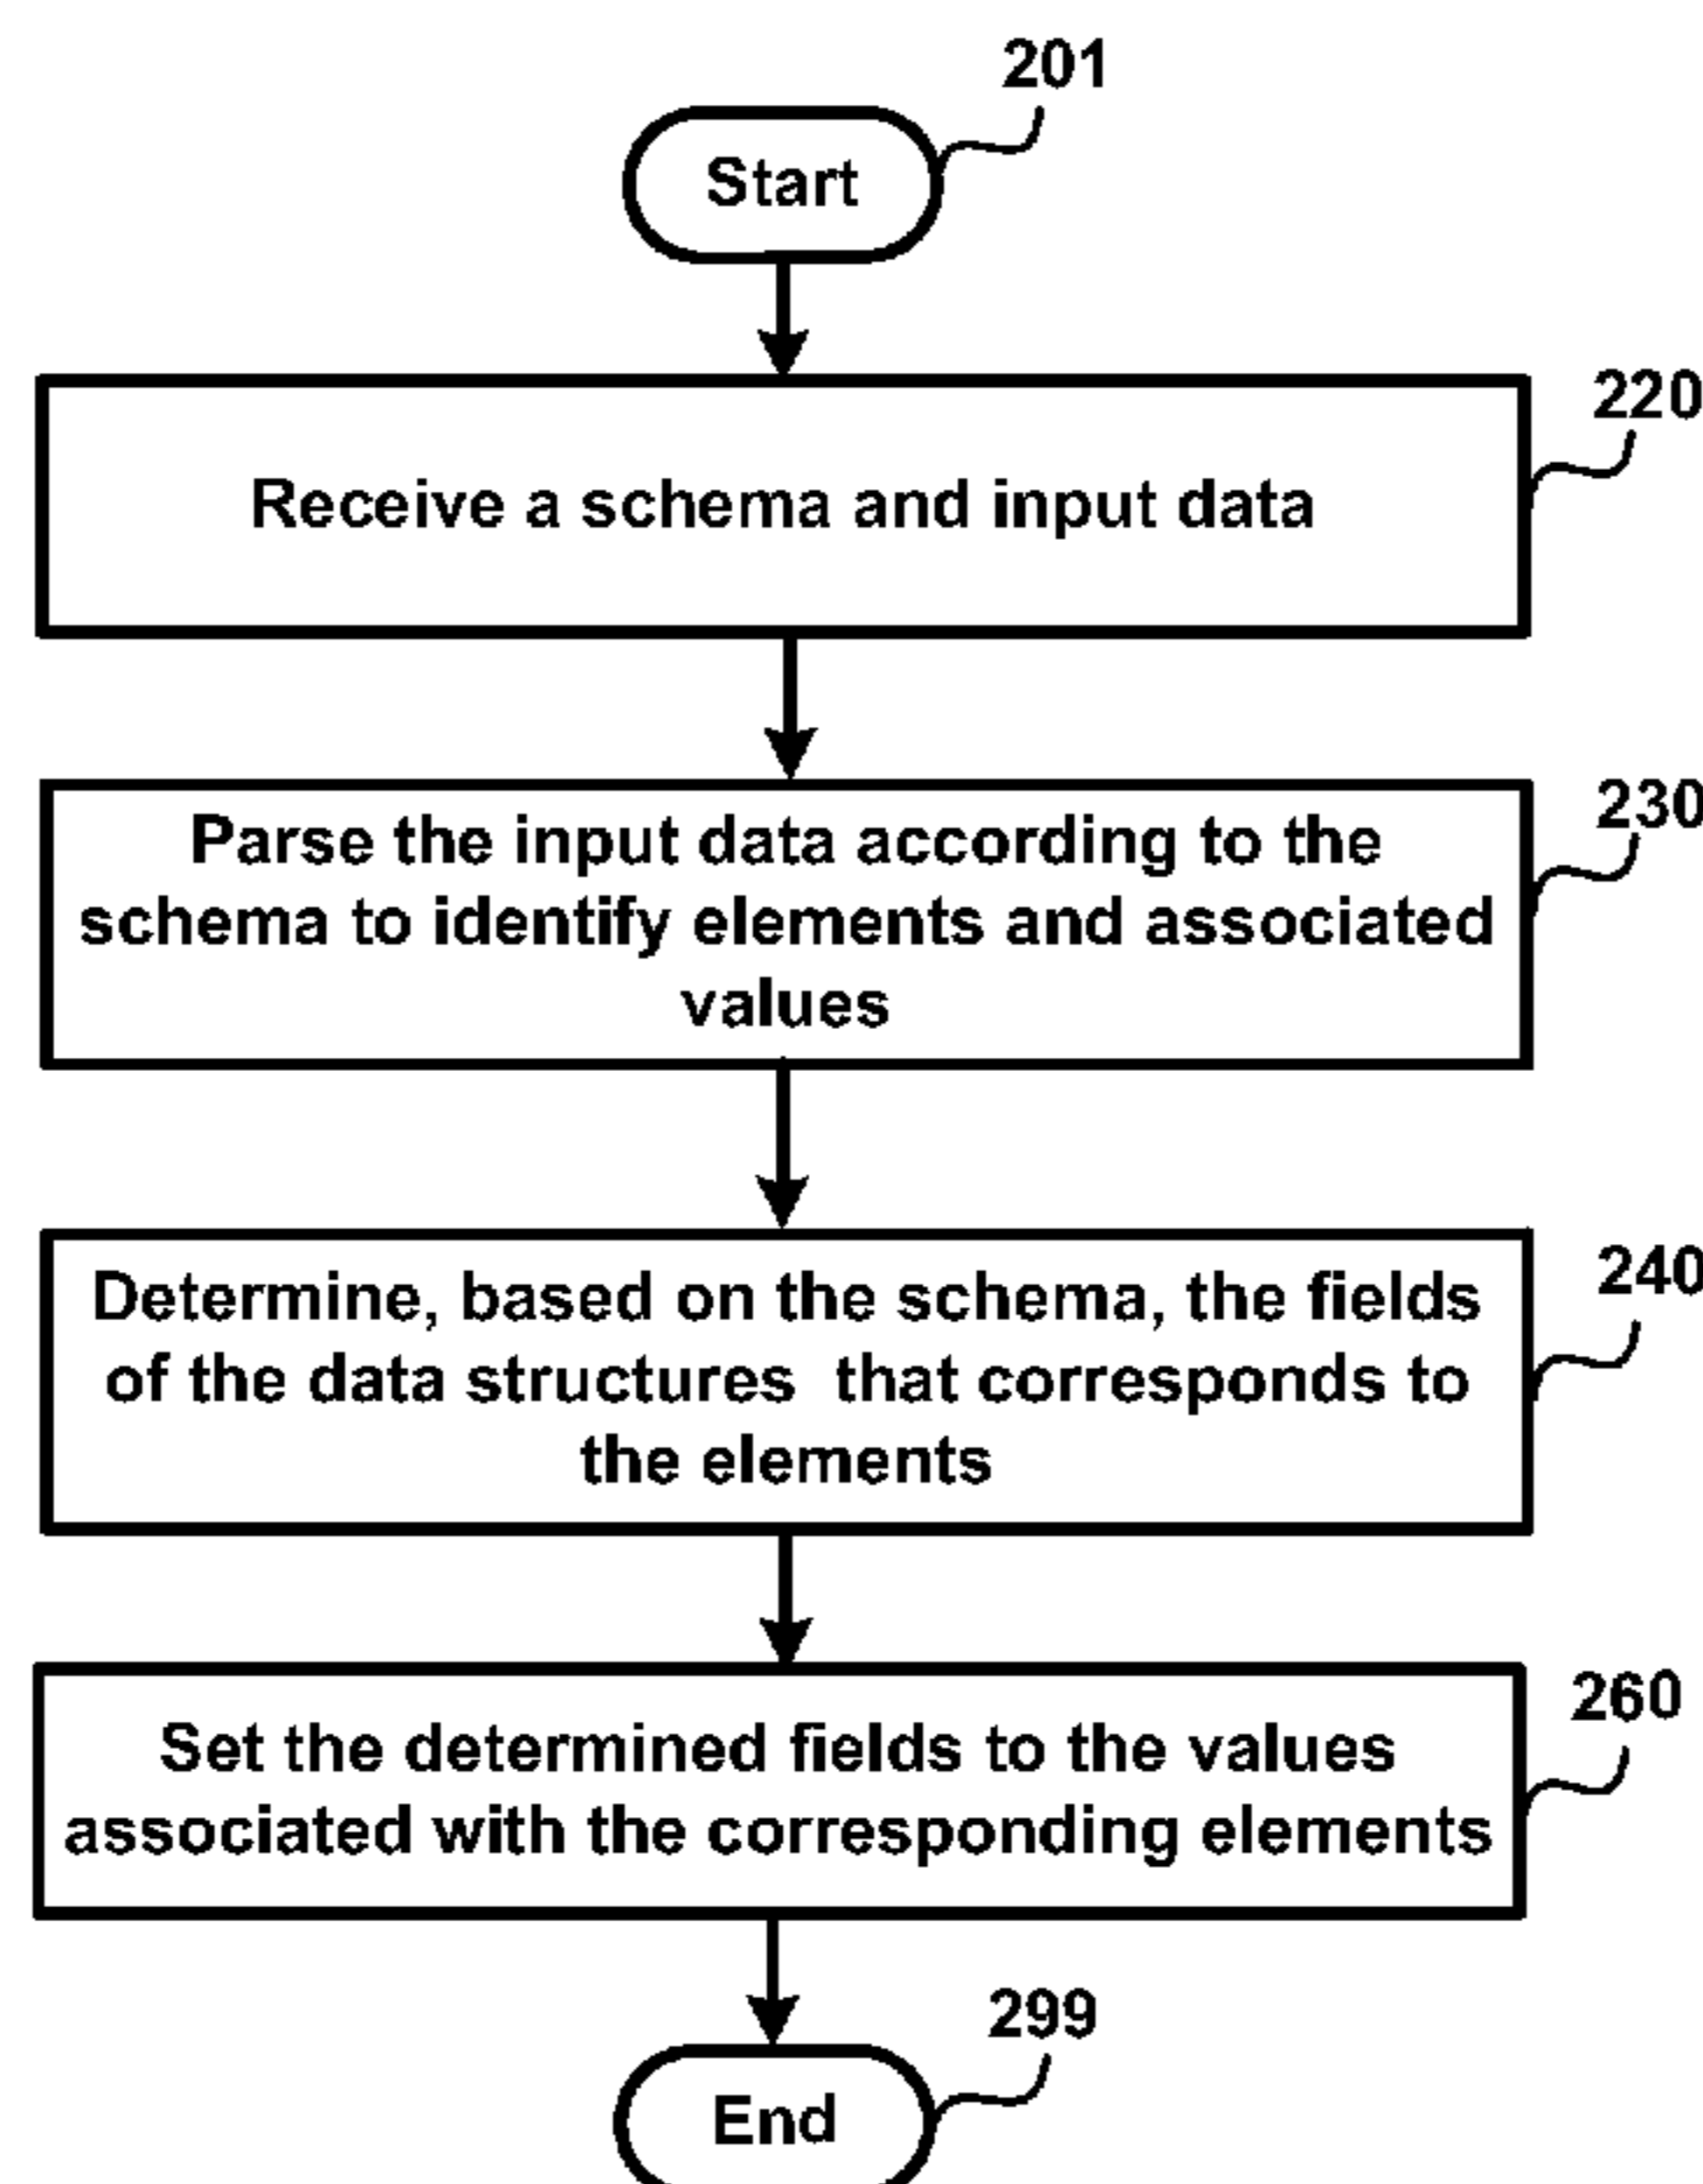 201
Start
220
Receive a schema and input data
230
Parse the input data according to the
schema to identify elements and associated
values
240
Determine, based on the schema, the fields
of the data structures that corresponds to
the elements
260
Set the determined fields to the values
associated with the corresponding elements
299
End